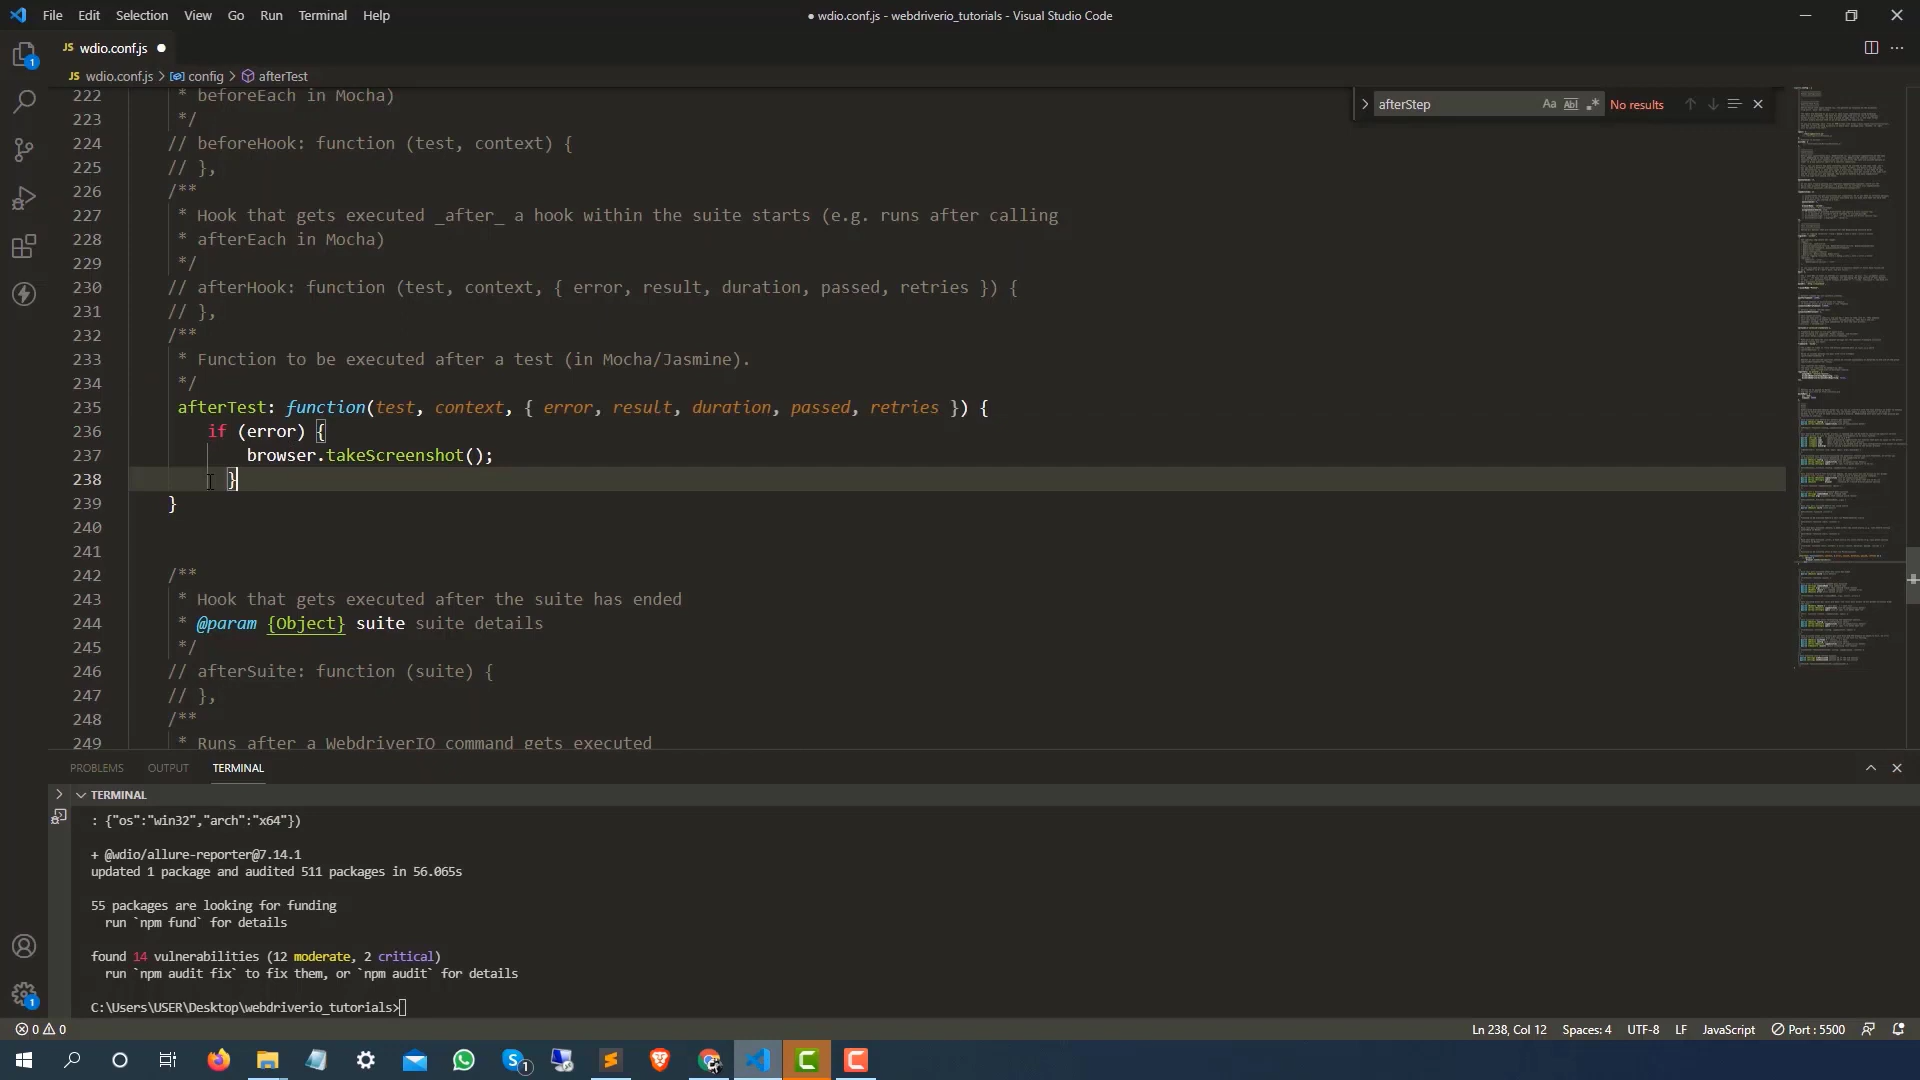 File Edit Selection View Go Run Terminal Help
● wdio.conf.js - webdriverio_tutorials - Visual Studio Code
JS wdio.conf.js ●
JS wdio.conf.js > config > afterTest
afterStep Aa Abl .* No results
222 * beforeEach in Mocha)
223 */
224 // beforeHook: function (test, context) {
225 // },
226 /**
227 * Hook that gets executed _after_ a hook within the suite starts (e.g. runs after calling
228 * afterEach in Mocha)
229 */
230 // afterHook: function (test, context, { error, result, duration, passed, retries }) {
231 // },
232 /**
233 * Function to be executed after a test (in Mocha/Jasmine).
234 */
235 afterTest: function(test, context, { error, result, duration, passed, retries }) {
236 if (error) {
237 browser.takeScreenshot();
238 }
239 }
240
241
242 /**
243 * Hook that gets executed after the suite has ended
244 * @param {Object} suite suite details
245 */
246 // afterSuite: function (suite) {
247 // },
248 /**
249 * Runs after a WebdriverIO command gets executed
PROBLEMS OUTPUT TERMINAL
TERMINAL
: {"os":"win32","arch":"x64"})
+ @wdio/allure-reporter@7.14.1
updated 1 package and audited 511 packages in 56.065s
55 packages are looking for funding
run `npm fund` for details
found 14 vulnerabilities (12 moderate, 2 critical)
run `npm audit fix` to fix them, or `npm audit` for details
C:\Users\USER\Desktop\webdriverio_tutorials>
0 0 Ln 238, Col 12 Spaces: 4 UTF-8 LF JavaScript Port : 5500